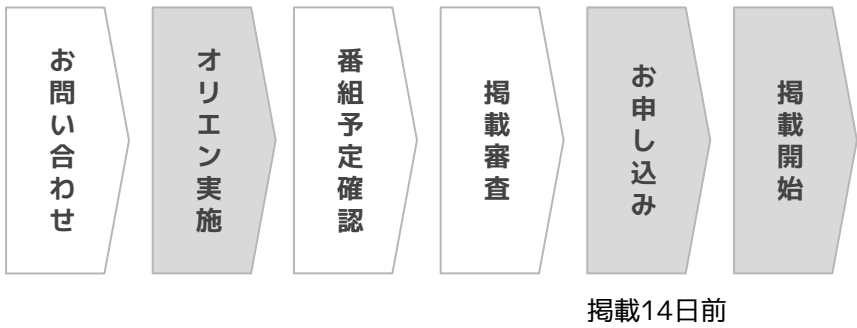 お問い合わせ
オリエン実施
番組予定確認
掲載審査
お申し込み
掲載開始
掲載14日前